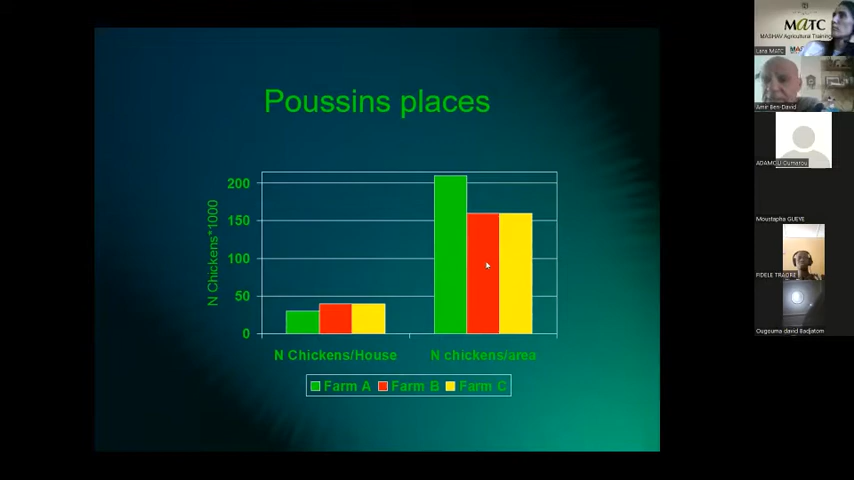 Poussins places
N Chickens*1000
200
150
100
50
0
N Chickens/House
N chickens/area
Farm A
Farm B
Farm C
MATC
MASHAV Agricultural Training
Lana MATC
Amir Ben-David
ADAMOU Oumarou
Moustapha GUEYE
FIDELE TRAORE
Ougouma david Badjatom